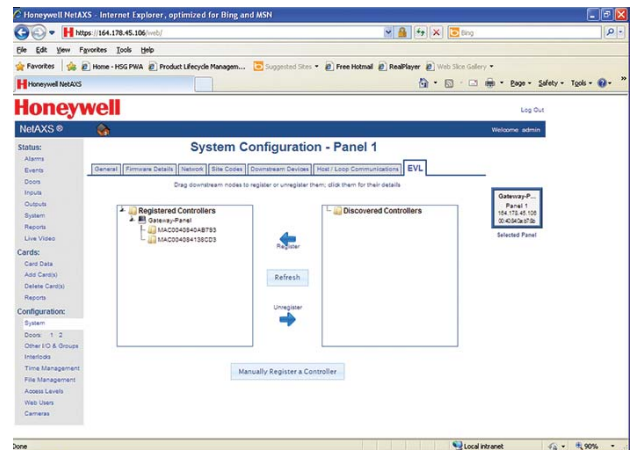 Honeywell NetAXS - Internet Explorer, optimized for Bing and MSN
https://164.178.45.106/web/
Bing
File Edit View Favorites Tools Help
Favorites Home - HSG PWA Product Lifecycle Managem... Suggested Sites Free Hotmail RealPlayer Web Slice Gallery
Honeywell NetAXS
Page Safety Tools
Honeywell
Log Out
NetAXS ®
Welcome admin
System Configuration - Panel 1
Status:
Alarms
Events
Doors
Inputs
Outputs
System
Reports
Live Video
Cards:
Card Data
Add Card(s)
Delete Card(s)
Reports
Configuration:
System
Doors: 1 2
Other I/O & Groups
Interlocks
Time Management
File Management
Access Levels
Web Users
Cameras
General Firmware Details Network Site Codes Downstream Devices Host / Loop Communications EVL
Drag downstream nodes to register or unregister them; click them for their details
Registered Controllers
Gateway-Panel
MAC0040840AB793
MAC004084136CD3
Register
Refresh
Unregister
Discovered Controllers
Gateway-P...
Panel 1
Selected Panel
Manually Register a Controller
Done
Local intranet
90%